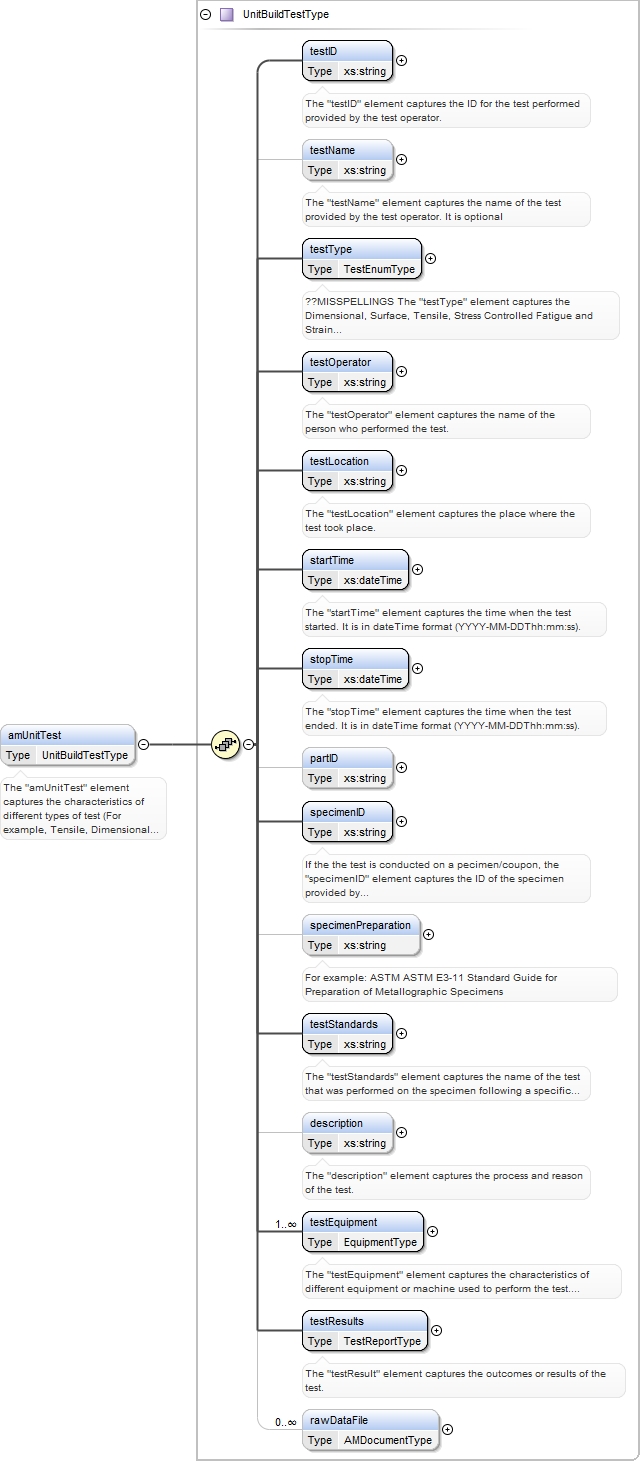 UnitBuildTestType
testID
Type xs:string
The "testID" element captures the ID for the test performed
provided by the test operator.
testName
Type xs:string
The "testName" element captures the name of the test
provided by the test operator. It is optional
testType
Type TestEnumType
??MISSPELLINGS The "testType" element captures the
Dimensional, Surface, Tensile, Stress Controlled Fatigue and
Strain...
testOperator
Type xs:string
The "testOperator" element captures the name of the
person who performed the test.
testLocation
Type xs:string
The "testLocation" element captures the place where the
test took place.
startTime
Type xs:dateTime
The "startTime" element captures the time when the test
started. It is in dateTime format (YYYY-MM-DDThh:mm:ss).
stopTime
Type xs:dateTime
The "stopTime" element captures the time when the test
ended. It is in dateTime format (YYYY-MM-DDThh:mm:ss).
amUnitTest
Type UnitBuildTestType
The "amUnitTest" element
captures the characteristics of
different types of test (For
example, Tensile, Dimensional...
partID
Type xs:string
specimenID
Type xs:string
If the the test is conducted on a pecimen/coupon, the
"specimenID" element captures the ID of the specimen
provided by...
specimenPreparation
Type xs:string
For example: ASTM ASTM E3-11 Standard Guide for
Preparation of Metallographic Specimens
testStandards
Type xs:string
The "testStandards" element captures the name of the test
that was performed on the specimen following a specific...
description
Type xs:string
The "description" element captures the process and reason
of the test.
1..∞
testEquipment
Type EquipmentType
The "testEquipment" element captures the characteristics of
different equipment or machine used to perform the test....
testResults
Type TestReportType
The "testResult" element captures the outcomes or results of the
test.
0..∞
rawDataFile
Type AMDocumentType